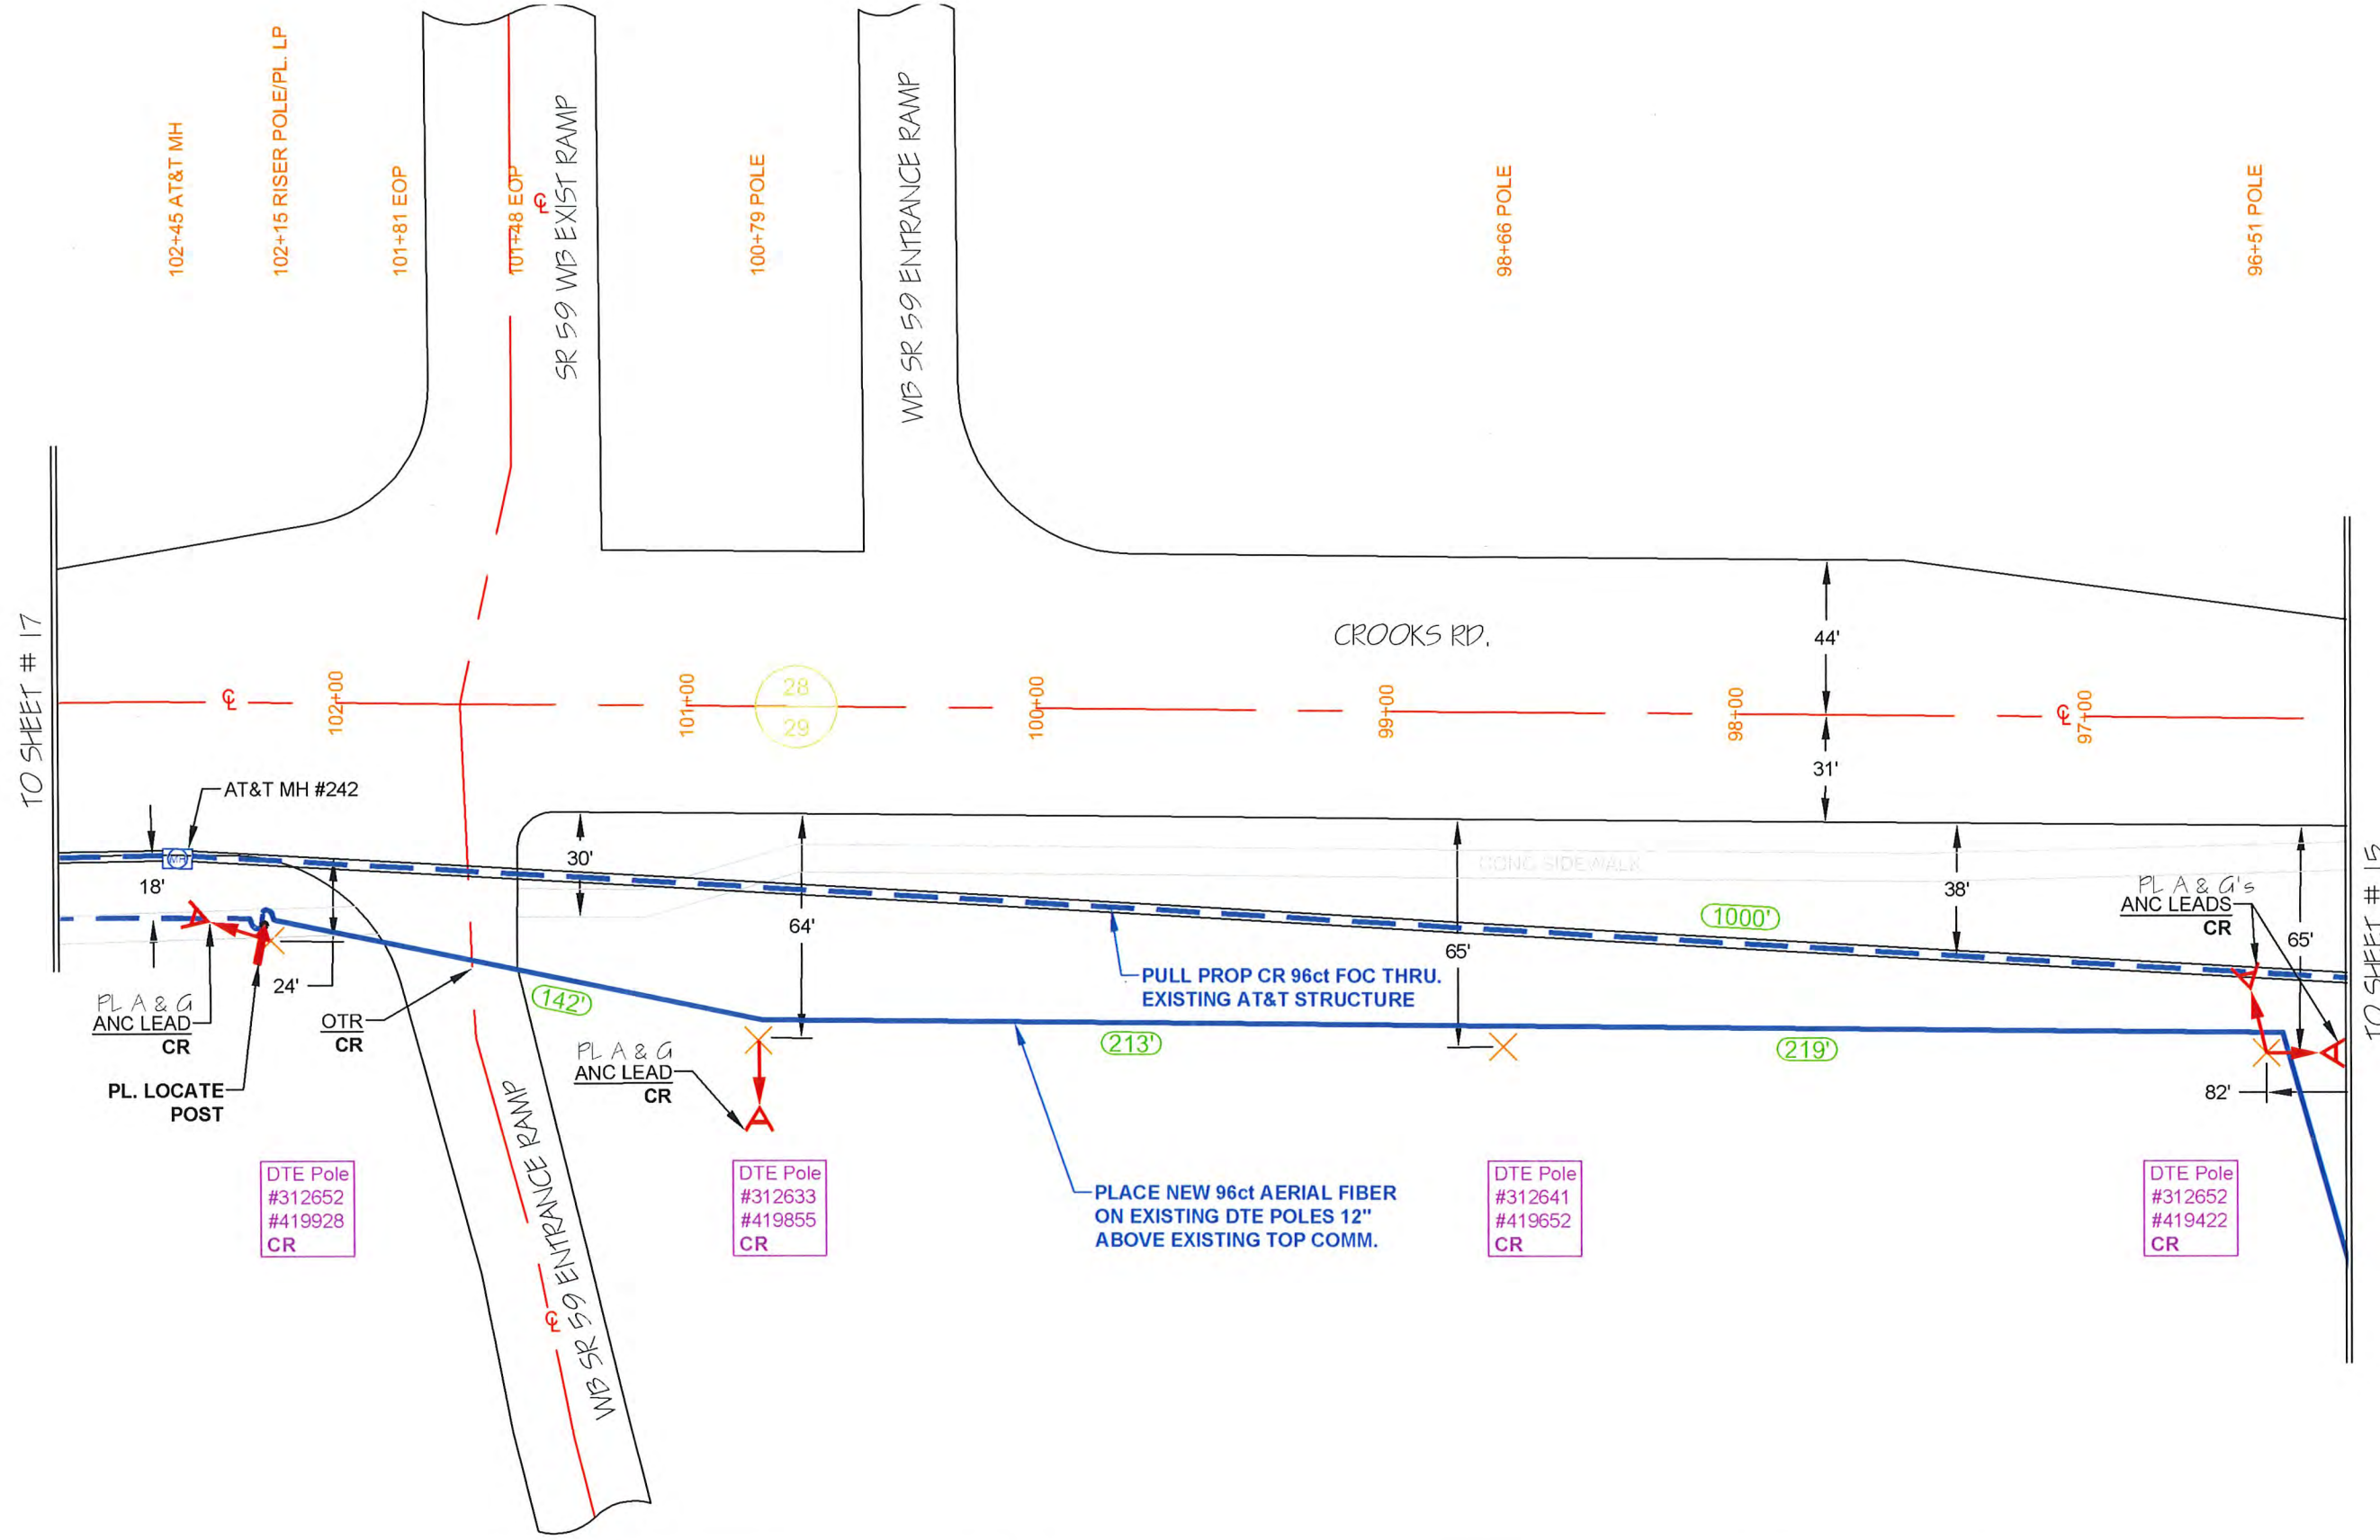 102+45 AT&T MH
102+15 RISER POLE/PL. LP
101+81 EOP
101+48 EOP
℄
SR 59 WB EXIST RAMP
100+79 POLE
WB SR 59 ENTRANCE RAMP
98+66 POLE
96+51 POLE
TO SHEET # 17
CROOKS RD.
44'
℄
102+00
101+00
28
29
100+00
99+00
98+00
℄
97+00
31'
AT&T MH #242
MH
18'
30'
CONC SIDEWALK
64'
65'
1000'
38'
PL A & G's
ANC LEADS
CR
65'
TO SHEET # 15
24'
PL A & G
ANC LEAD
CR
OTR
CR
142'
PULL PROP CR 96ct FOC THRU.
EXISTING AT&T STRUCTURE
213'
219'
PL A & G
ANC LEAD
CR
PL. LOCATE
POST
82'
WB SR 59 ENTRANCE RAMP
℄
DTE Pole
#312652
#419928
CR
DTE Pole
#312633
#419855
CR
PLACE NEW 96ct AERIAL FIBER
ON EXISTING DTE POLES 12"
ABOVE EXISTING TOP COMM.
DTE Pole
#312641
#419652
CR
DTE Pole
#312652
#419422
CR